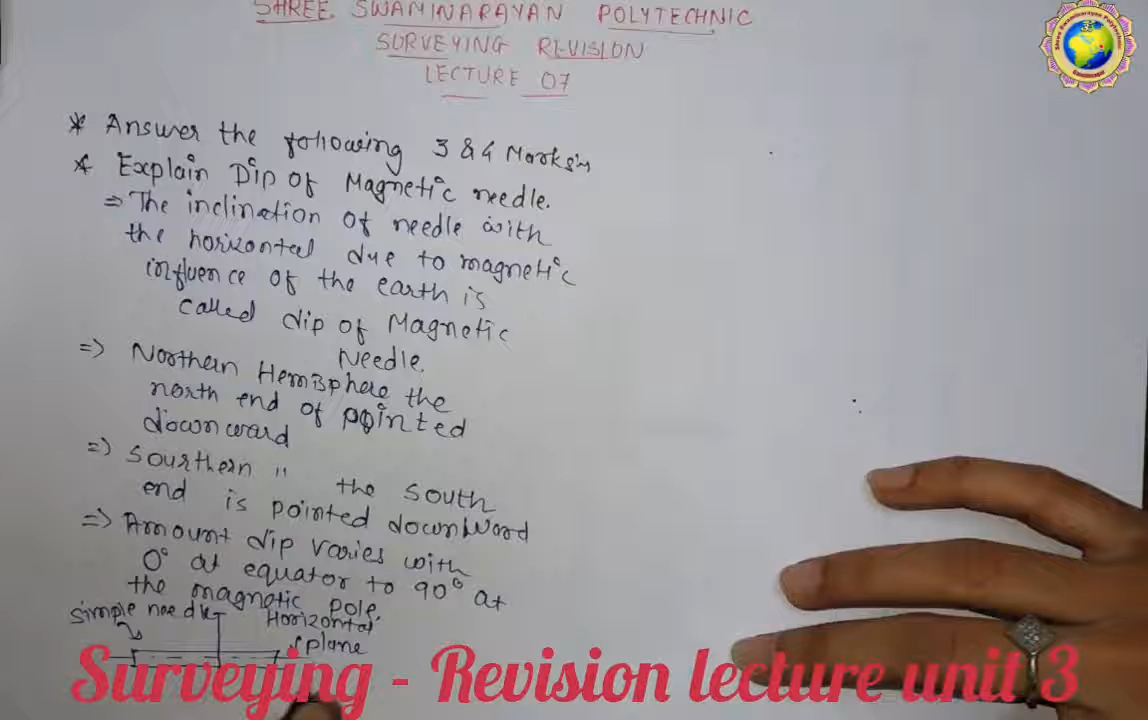 SHREE SWAMINARAYAN POLYTECHNIC
SURVEYING REVISION
LECTURE 07
* Answer the following 3 & 4 Marks
* Explain Dip of Magnetic needle.
⇒ The inclination of needle with
the horizontal due to magnetic
influence of the earth is
called dip of Magnetic
Needle.
⇒ Northern Hemisphere the
north end of pointed
downward
⇒ Sourthern " the south
end is pointed downward
⇒ Amount dip varies with
0° at equator to 90° at
the magnetic pole.
simple needle
Horizontal
plane
Surveying - Revision lecture unit 3